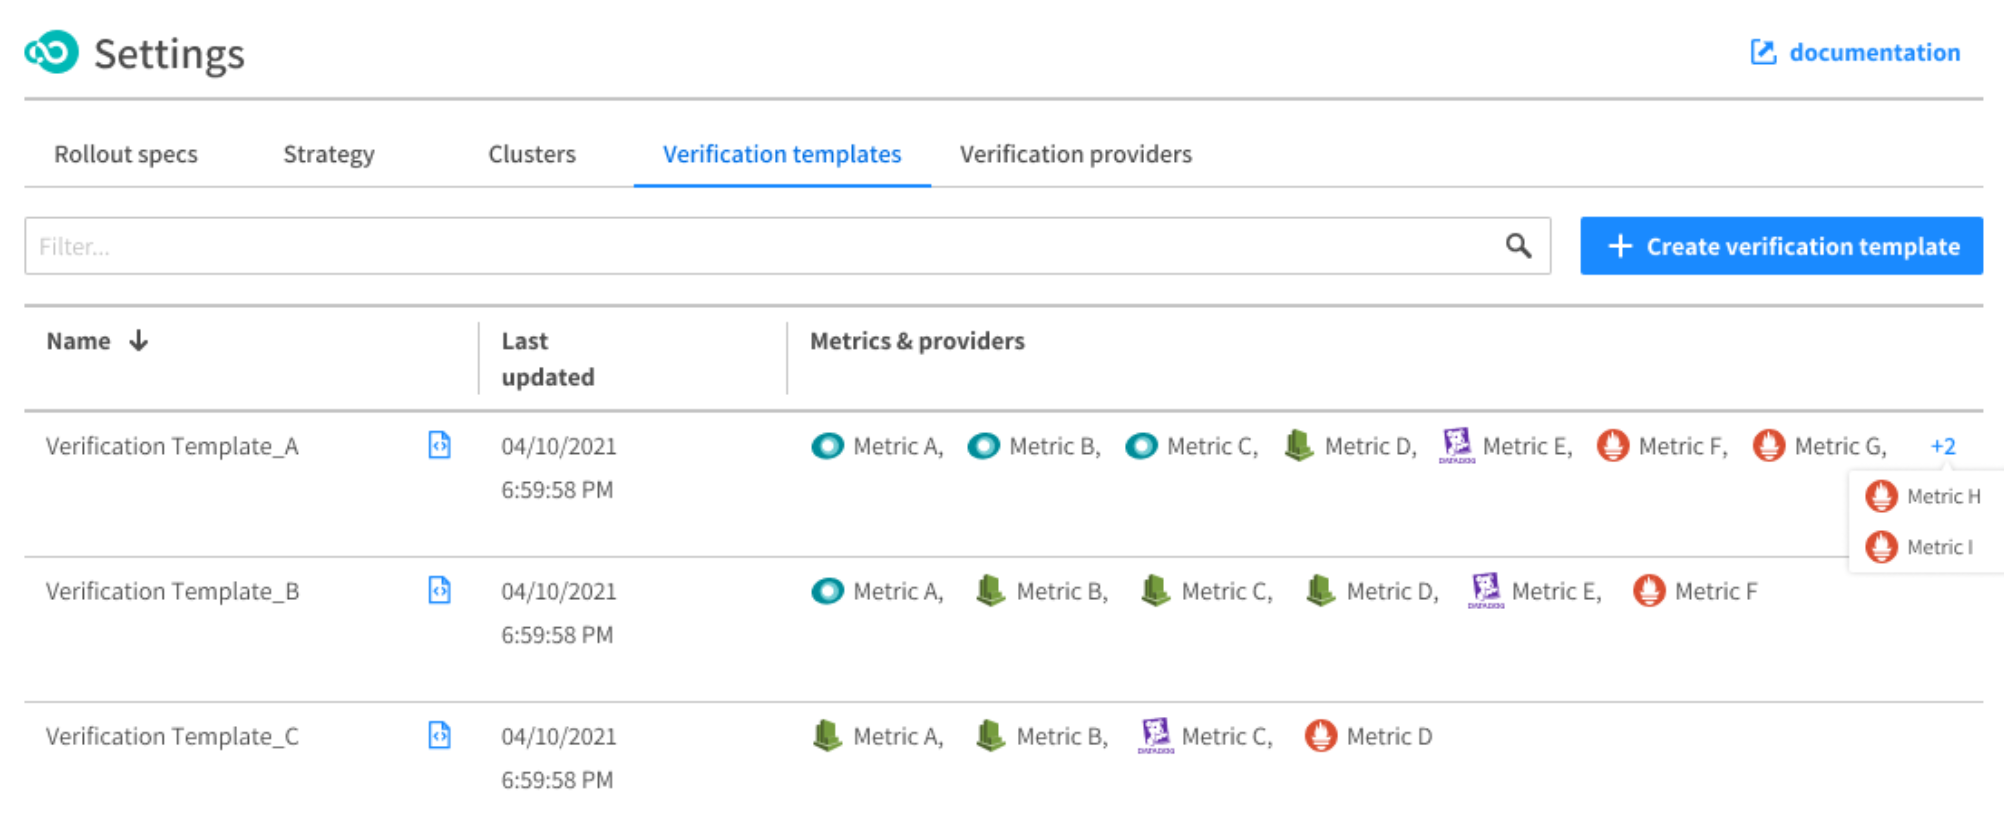 Settings
documentation
Rollout specs Strategy Clusters Verification templates Verification providers
Filter...
+ Create verification template
Name ↓ Last updated Metrics & providers
Verification Template_A 04/10/2021 Metric A, Metric B, Metric C, Metric D, DATADOG Metric E, Metric F, Metric G, +2
6:59:58 PM
Metric H
Metric I
Verification Template_B 04/10/2021 Metric A, Metric B, Metric C, Metric D, DATADOG Metric E, Metric F
6:59:58 PM
Verification Template_C 04/10/2021 Metric A, Metric B, DATADOG Metric C, Metric D
6:59:58 PM